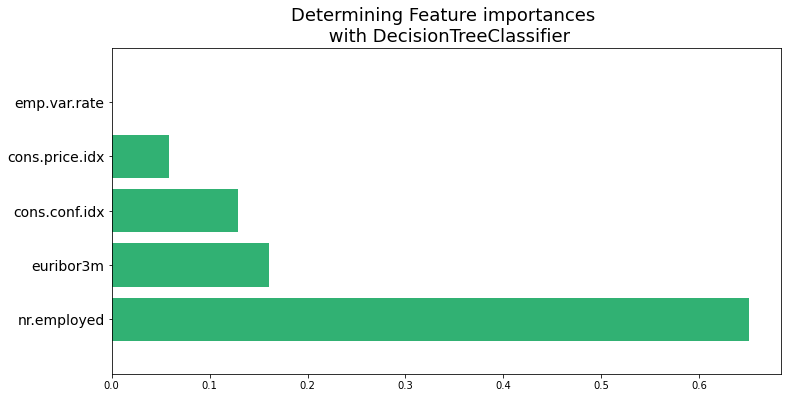 Determining Feature importances
with DecisionTreeClassifier
emp.var.rate
cons.price.idx
cons.conf.idx
euribor3m
nr.employed
0.0 0.1 0.2 0.3 0.4 0.5 0.6